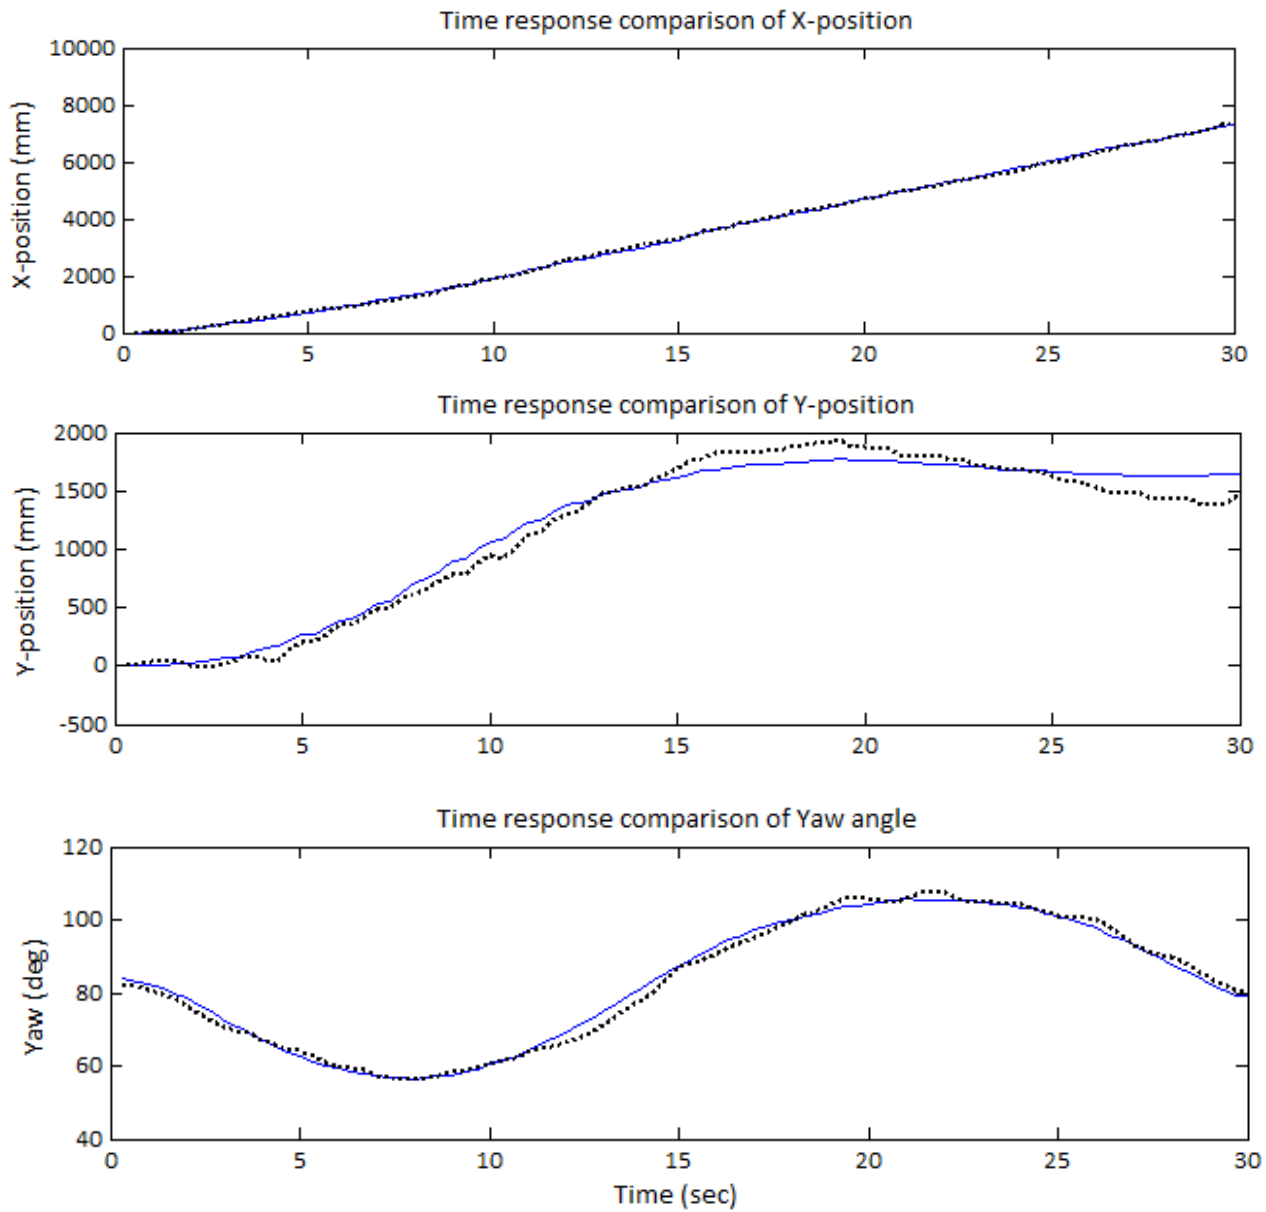 Time response comparison of X-position
10000
8000
6000
4000
2000
0
X-position (mm)
0 5 10 15 20 25 30
Time response comparison of Y-position
2000
1500
1000
500
0
-500
Y-position (mm)
0 5 10 15 20 25 30
Time response comparison of Yaw angle
120
100
80
60
40
Yaw (deg)
0 5 10 15 20 25 30
Time (sec)